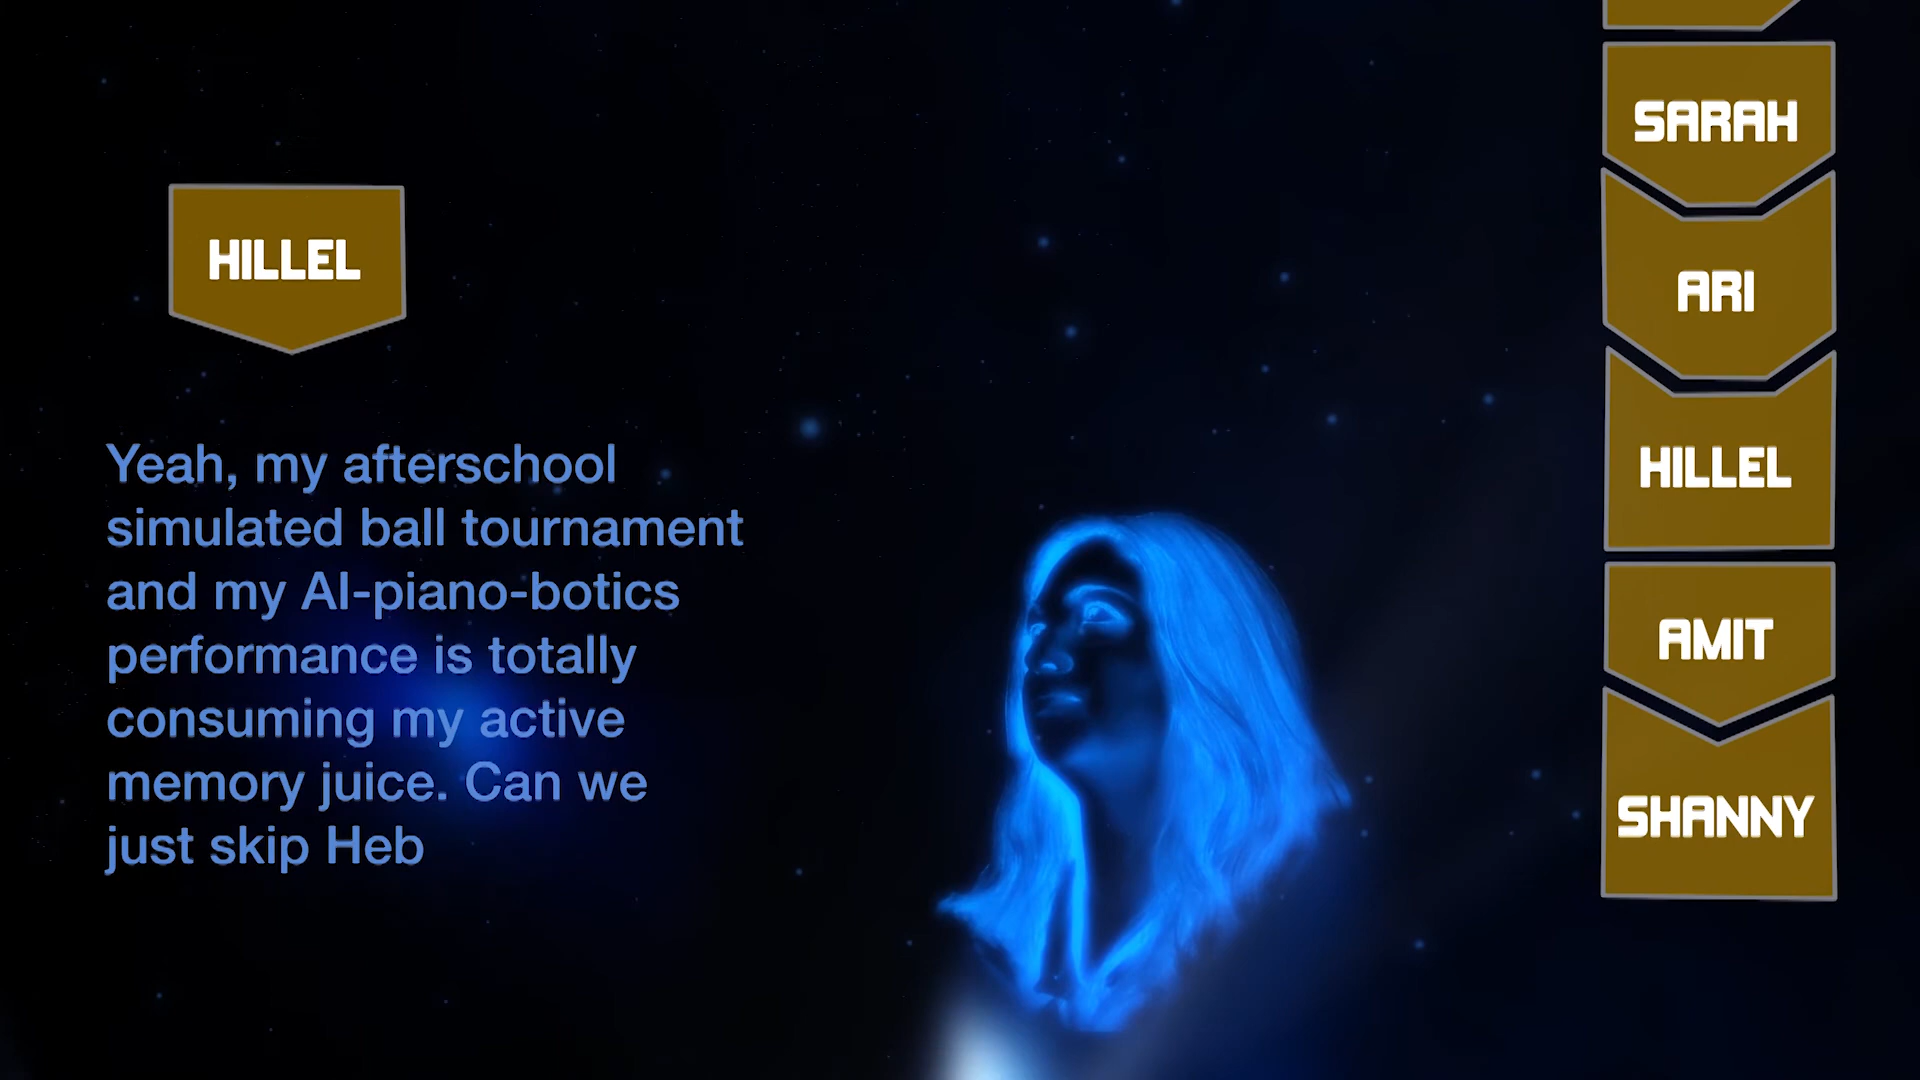 HILLEL
Yeah, my afterschool
simulated ball tournament
and my AI-piano-botics
performance is totally
consuming my active
memory juice. Can we
just skip Heb
SARAH
ARI
HILLEL
AMIT
SHANNY